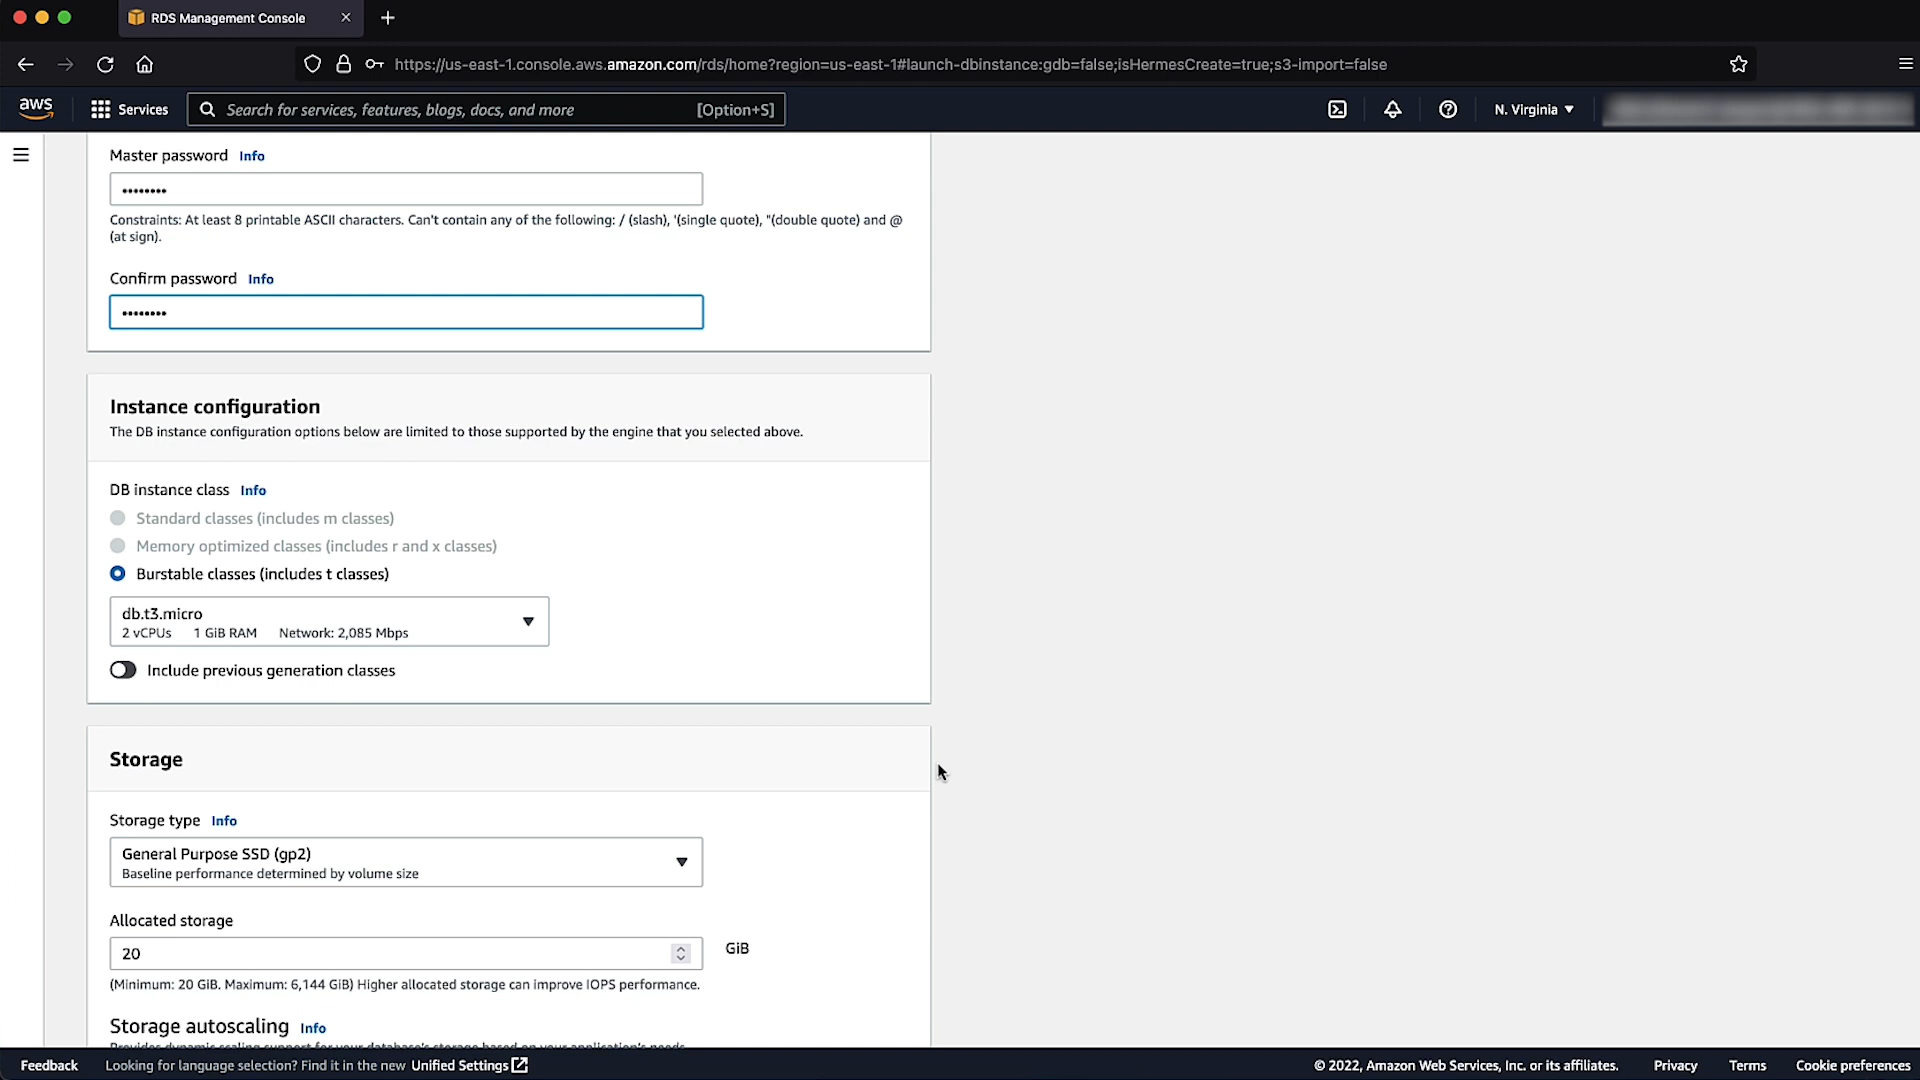 RDS Management Console
https://us-east-1.console.aws.amazon.com/rds/home?region=us-east-1#launch-dbinstance:gdb=false;isHermesCreate=true;s3-import=false
aws Services Search for services, features, blogs, docs, and more [Option+S] N. Virginia
Master password Info
••••••••
Constraints: At least 8 printable ASCII characters. Can't contain any of the following: / (slash), '(single quote), "(double quote) and @
(at sign).
Confirm password Info
••••••••
Instance configuration
The DB instance configuration options below are limited to those supported by the engine that you selected above.
DB instance class Info
Standard classes (includes m classes)
Memory optimized classes (includes r and x classes)
Burstable classes (includes t classes)
db.t3.micro
2 vCPUs 1 GiB RAM Network: 2,085 Mbps
Include previous generation classes
Storage
Storage type Info
General Purpose SSD (gp2)
Baseline performance determined by volume size
Allocated storage
20 GiB
(Minimum: 20 GiB. Maximum: 6,144 GiB) Higher allocated storage can improve IOPS performance.
Storage autoscaling Info
Provides dynamic scaling support for your database's storage based on your application's needs.
Feedback Looking for language selection? Find it in the new Unified Settings © 2022, Amazon Web Services, Inc. or its affiliates. Privacy Terms Cookie preferences